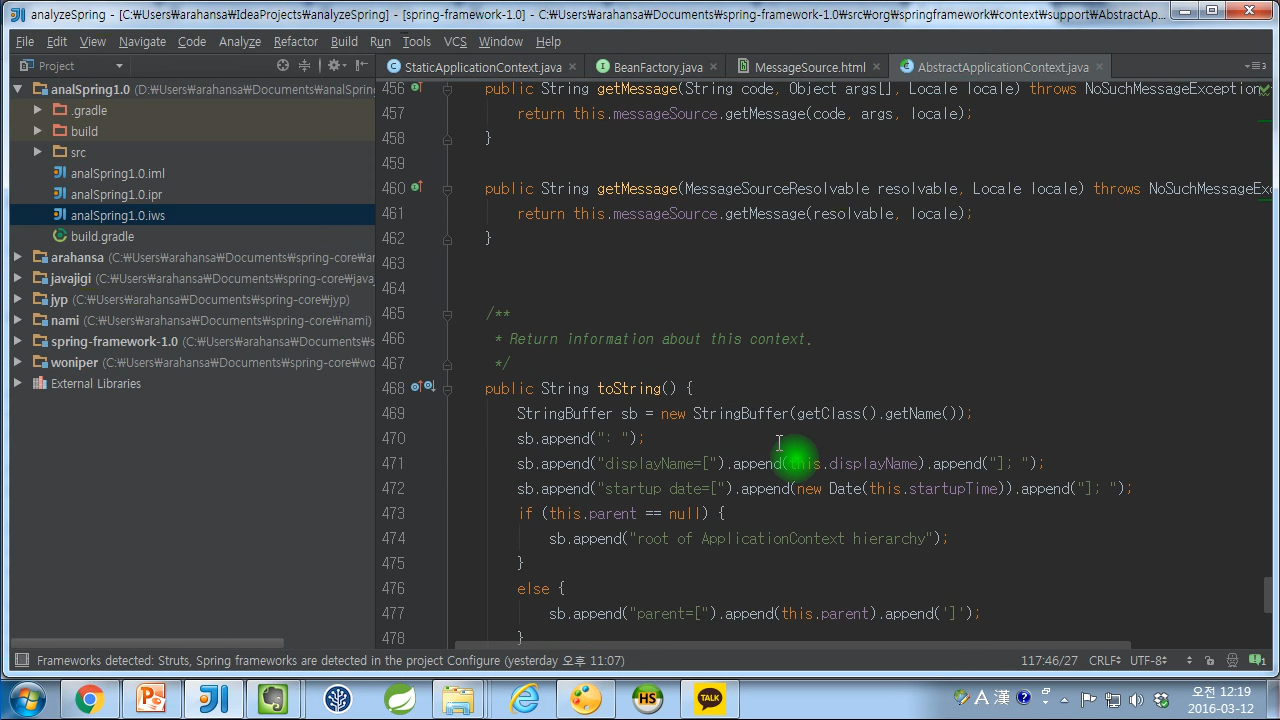 analyzeSpring - [C:₩Users₩arahansa₩IdeaProjects₩analyzeSpring] - [spring-framework-1.0] - C:₩Users₩arahansa₩Documents₩spring-framework-1.0₩src₩org₩springframework₩context₩support₩AbstractAp...
File Edit View Navigate Code Analyze Refactor Build Run Tools VCS Window Help
Project
StaticApplicationContext.java
BeanFactory.java
MessageSource.html
AbstractApplicationContext.java
analSpring1.0 (D:₩Users₩arahansa₩Documents₩analSpring
.gradle
build
src
analSpring1.0.iml
analSpring1.0.ipr
analSpring1.0.iws
build.gradle
arahansa (C:₩Users₩arahansa₩Documents₩spring-core₩ar
javajigi (C:₩Users₩arahansa₩Documents₩spring-core₩java
jyp (C:₩Users₩arahansa₩Documents₩spring-core₩jyp)
nami (C:₩Users₩arahansa₩Documents₩spring-core₩nami)
spring-framework-1.0 (C:₩Users₩arahansa₩Documents₩s
woniper (C:₩Users₩arahansa₩Documents₩spring-core₩wo
External Libraries
456 public String getMessage(String code, Object args[], Locale locale) throws NoSuchMessageException
457 return this.messageSource.getMessage(code, args, locale);
458 }
459
460 public String getMessage(MessageSourceResolvable resolvable, Locale locale) throws NoSuchMessageExc
461 return this.messageSource.getMessage(resolvable, locale);
462 }
463
464
465 /**
466 * Return information about this context.
467 */
468 public String toString() {
469 StringBuffer sb = new StringBuffer(getClass().getName());
470 sb.append(": ");
471 sb.append("displayName=[").append(this.displayName).append("]; ");
472 sb.append("startup date=[").append(new Date(this.startupTime)).append("]; ");
473 if (this.parent == null) {
474 sb.append("root of ApplicationContext hierarchy");
475 }
476 else {
477 sb.append("parent=[").append(this.parent).append(']');
478 }
Frameworks detected: Struts, Spring frameworks are detected in the project Configure (yesterday 오후 11:07)
117:46/27 CRLF UTF-8
1
HS
TALK
A 漢
오전 12:19
2016-03-12